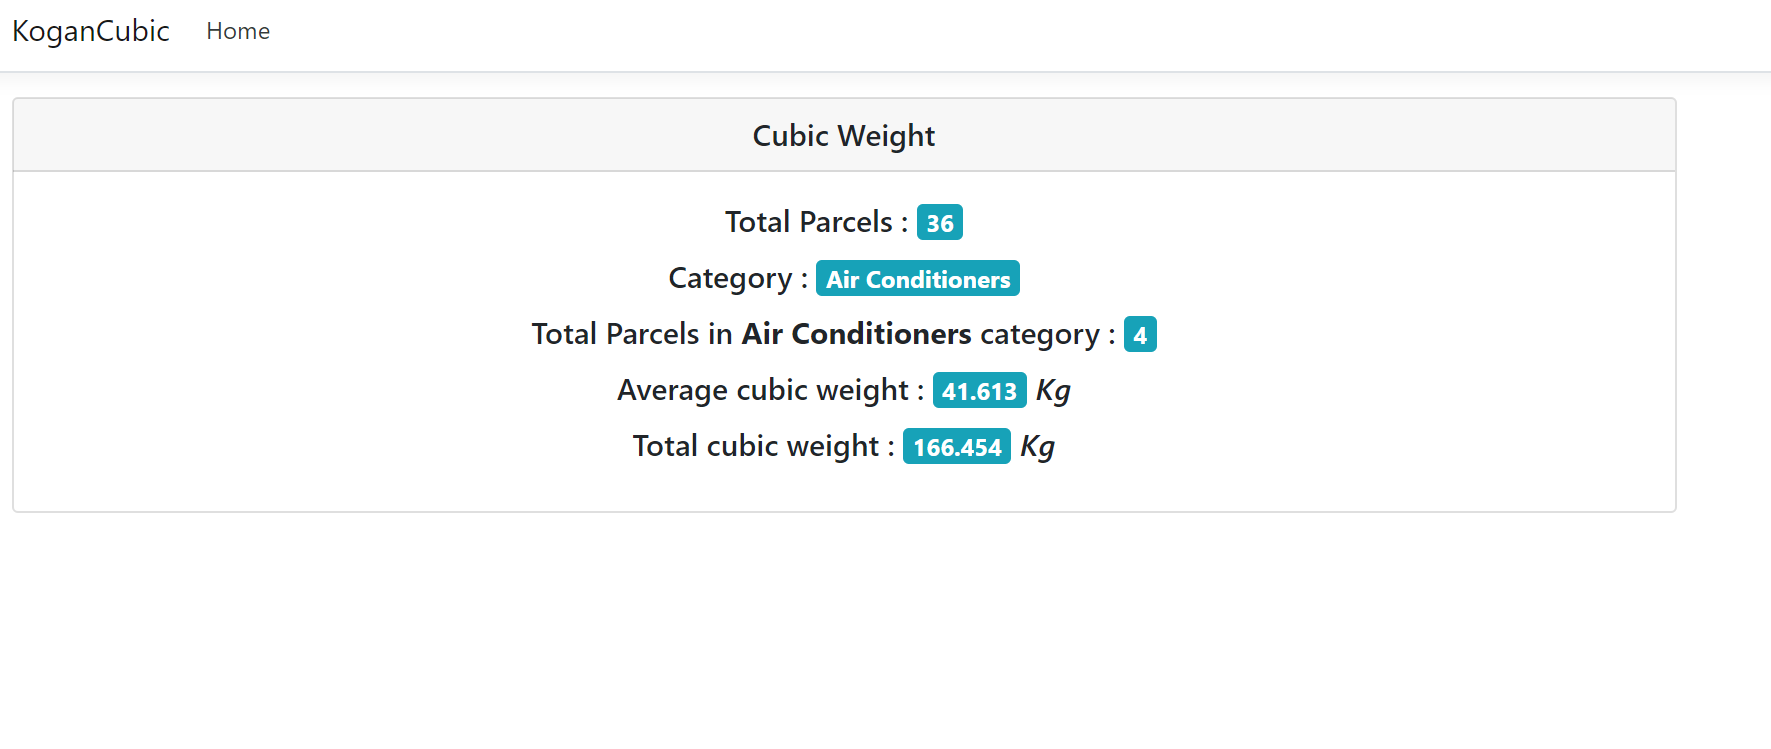 KoganCubic Home
Cubic Weight
Total Parcels : 36
Category : Air Conditioners
Total Parcels in Air Conditioners category : 4
Average cubic weight : 41.613 Kg
Total cubic weight : 166.454 Kg